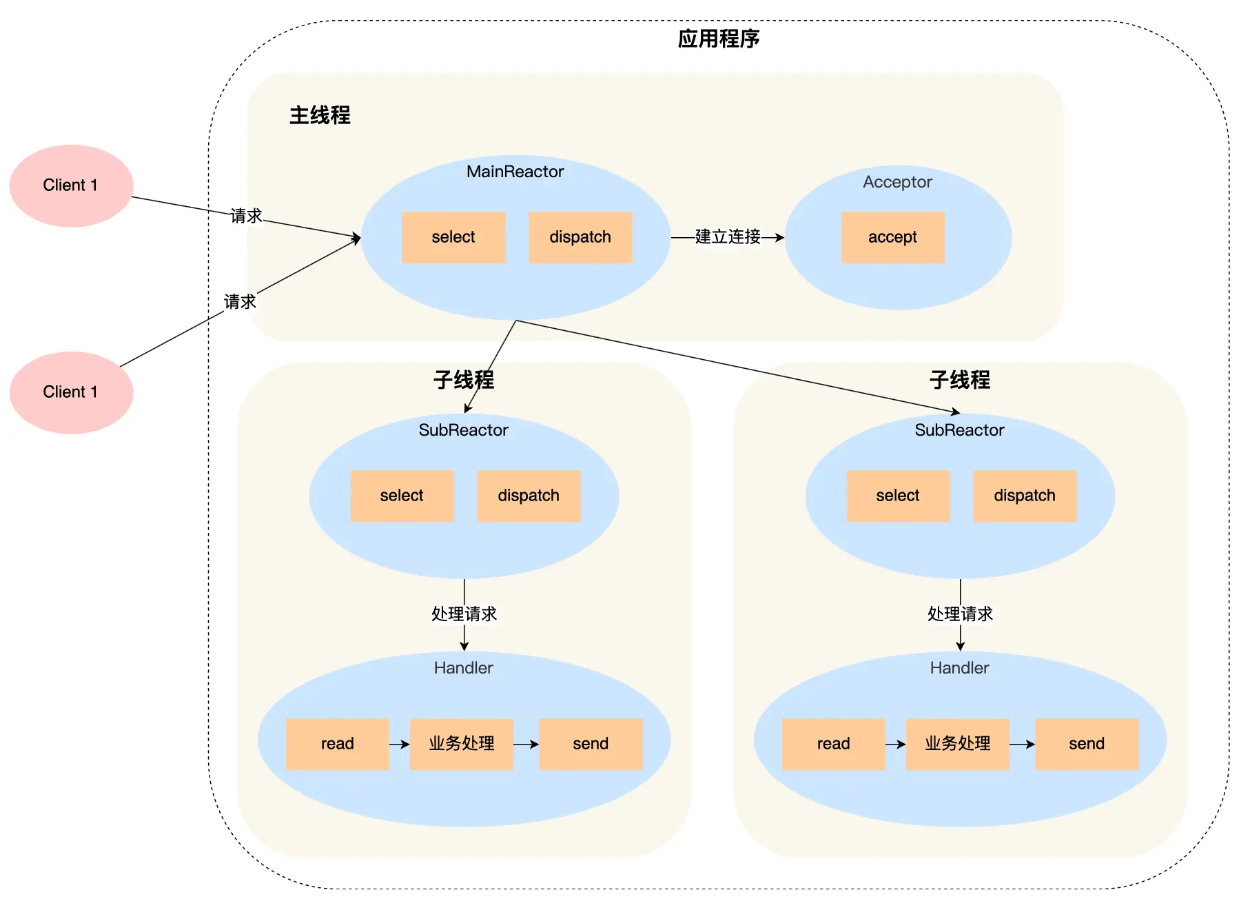 应用程序
主线程
MainReactor
select
dispatch
建立连接
Acceptor
accept
Client 1
请求
Client 1
请求
子线程
SubReactor
select
dispatch
处理请求
Handler
read
业务处理
send
子线程
SubReactor
select
dispatch
处理请求
Handler
read
业务处理
send